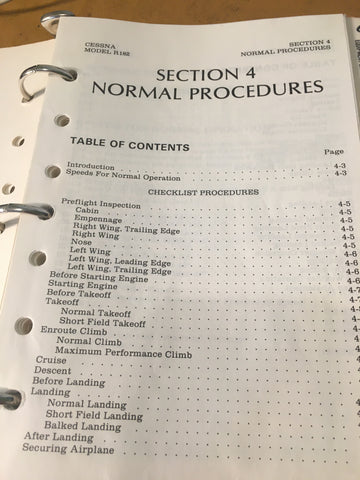 CESSNA SECTION 4
MODEL R182 NORMAL PROCEDURES
SECTION 4
NORMAL PROCEDURES
TABLE OF CONTENTS
Page
Introduction 4-3
Speeds For Normal Operation 4-3
CHECKLIST PROCEDURES
Preflight Inspection 4-5
Cabin 4-5
Empennage 4-5
Right Wing, Trailing Edge 4-5
Right Wing 4-5
Nose 4-5
Left Wing 4-6
Left Wing, Leading Edge 4-6
Left Wing, Trailing Edge 4-6
Before Starting Engine 4-6
Starting Engine
Before Takeoff
Takeoff
Normal Takeoff
Short Field Takeoff
Enroute Climb
Normal Climb
Maximum Performance Climb
Cruise
Descent
Before Landing
Landing
Normal Landing
Short Field Landing
Balked Landing
After Landing
Securing Airplane